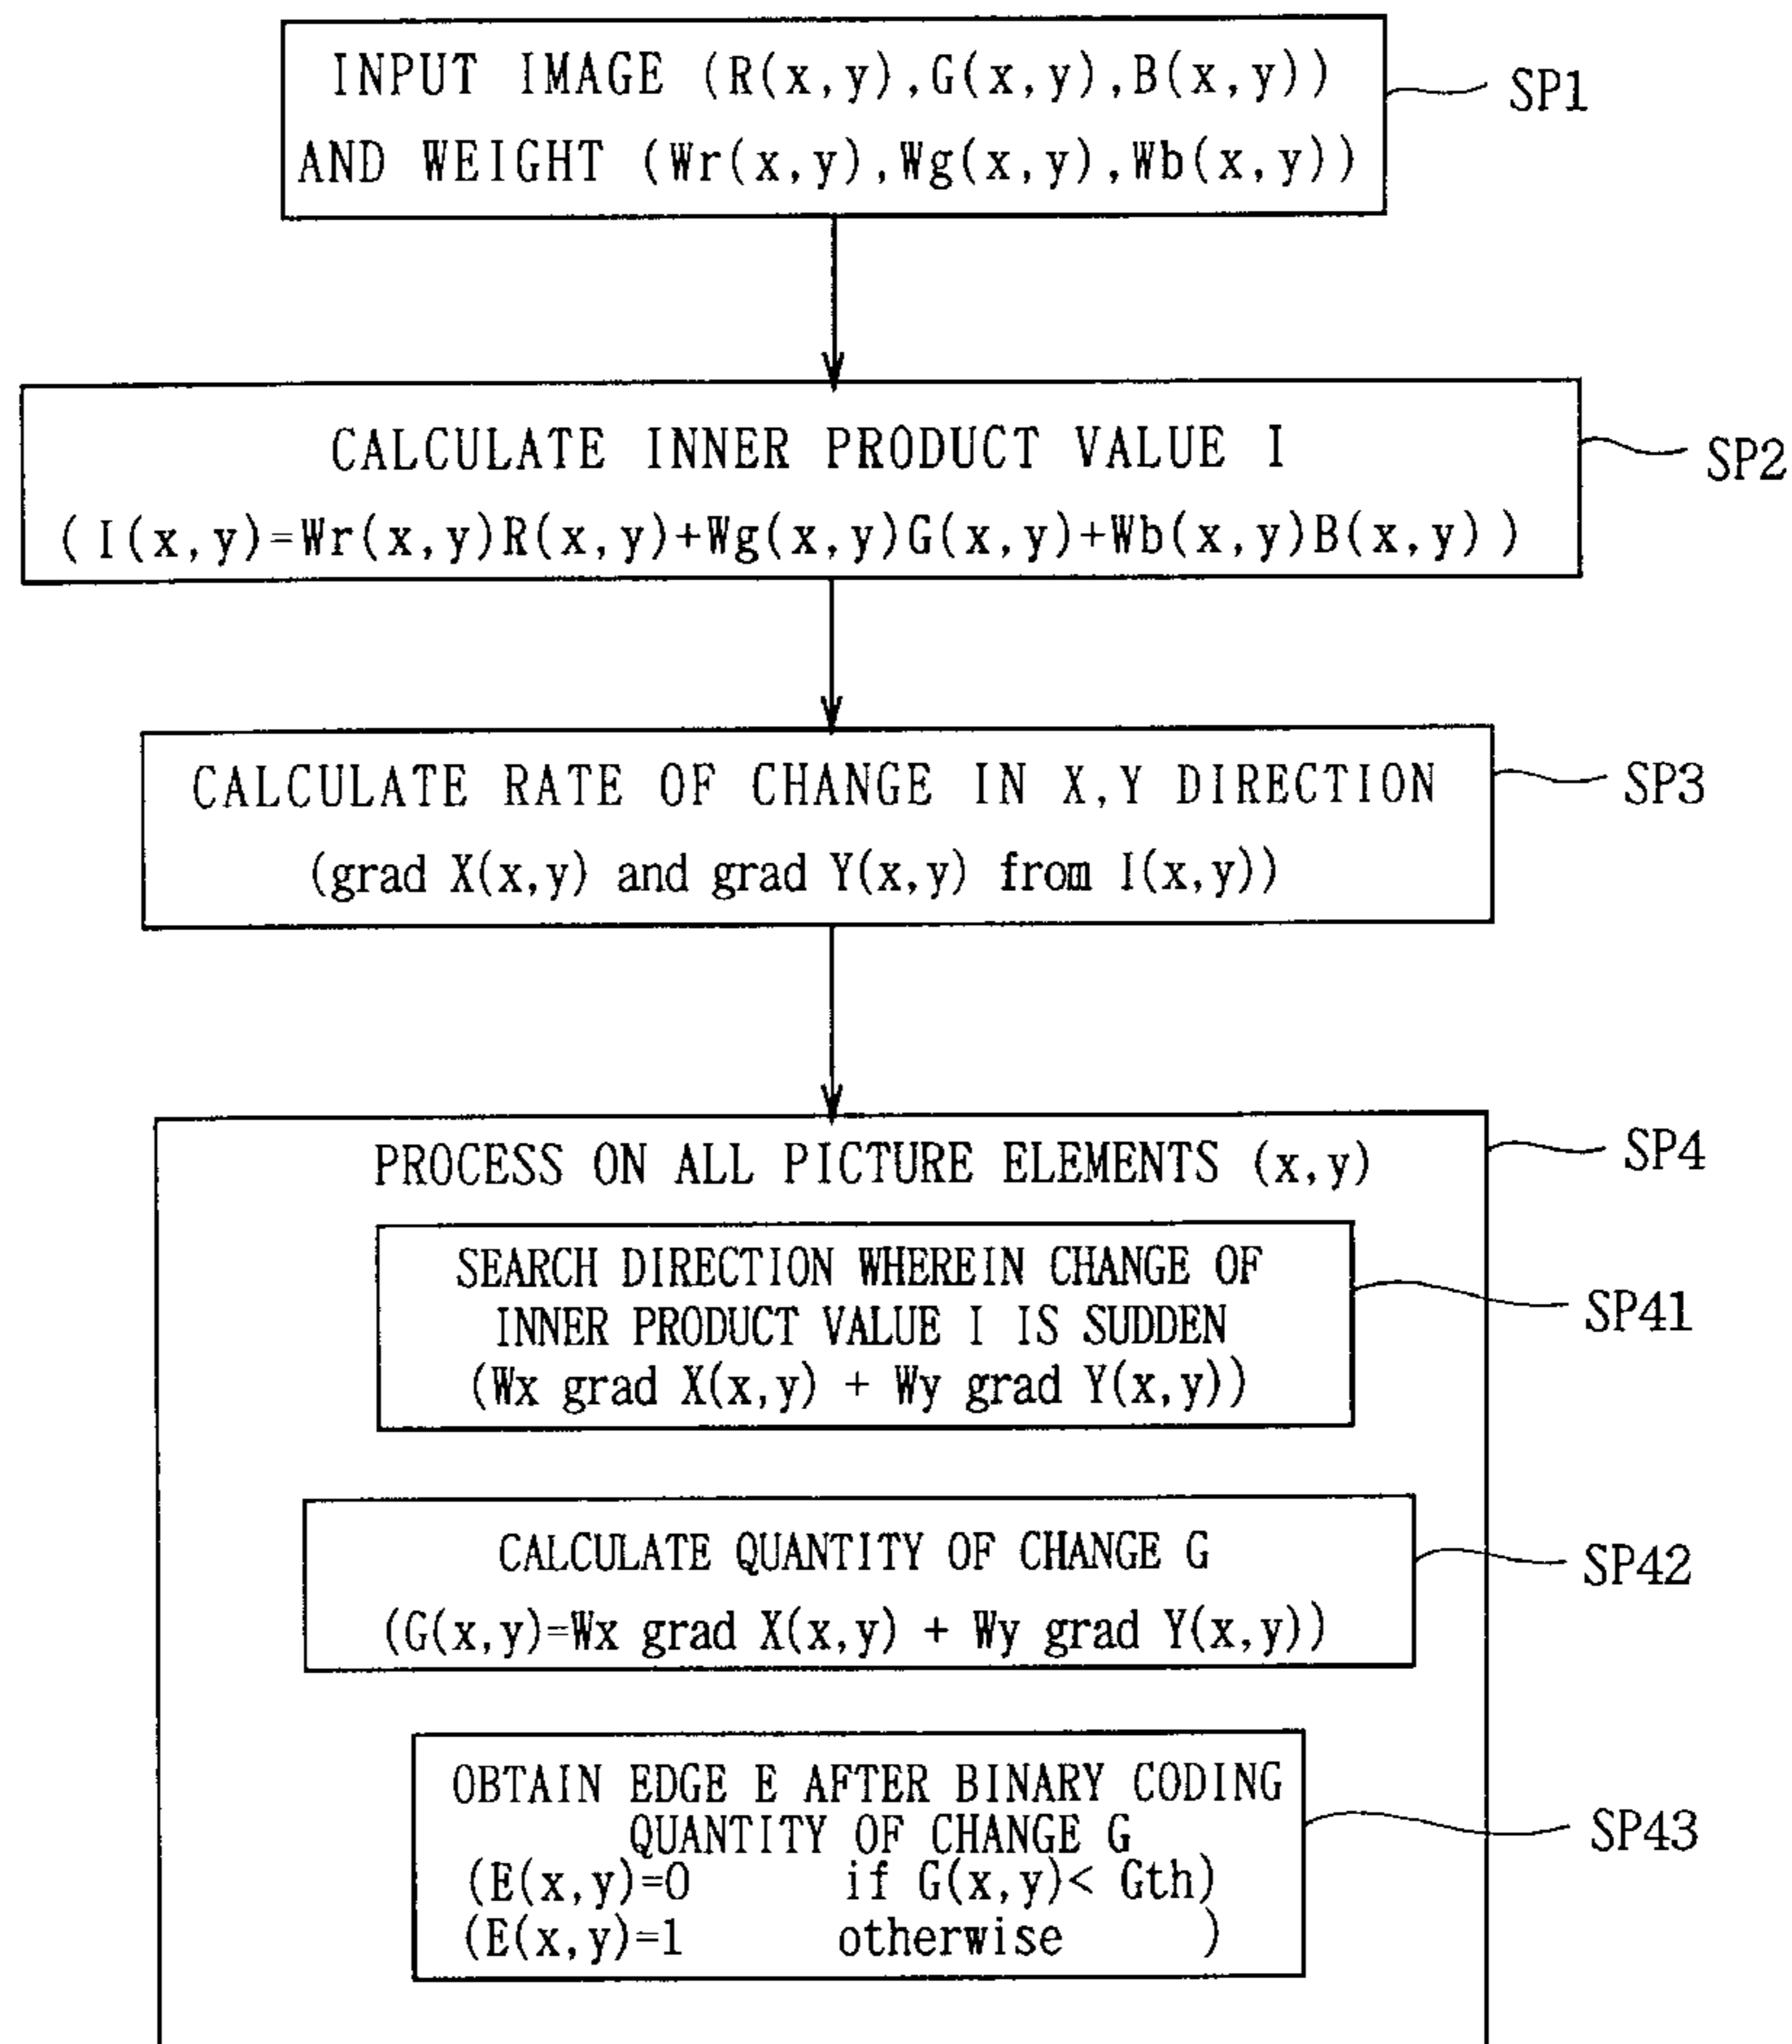 INPUT IMAGE (R(x,y),G(x,y),B(x,y))
AND WEIGHT (Wr(x,y),Wg(x,y),Wb(x,y))
SP1
CALCULATE INNER PRODUCT VALUE I
(I(x,y)=Wr(x,y)R(x,y)+Wg(x,y)G(x,y)+Wb(x,y)B(x,y))
SP2
CALCULATE RATE OF CHANGE IN X,Y DIRECTION
(grad X(x,y) and grad Y(x,y) from I(x,y))
SP3
PROCESS ON ALL PICTURE ELEMENTS (x,y)
SP4
SEARCH DIRECTION WHEREIN CHANGE OF
INNER PRODUCT VALUE I IS SUDDEN
(Wx grad X(x,y) + Wy grad Y(x,y))
SP41
CALCULATE QUANTITY OF CHANGE G
(G(x,y)=Wx grad X(x,y) + Wy grad Y(x,y))
SP42
OBTAIN EDGE E AFTER BINARY CODING
QUANTITY OF CHANGE G
(E(x,y)=0 if G(x,y)< Gth)
(E(x,y)=1 otherwise )
SP43